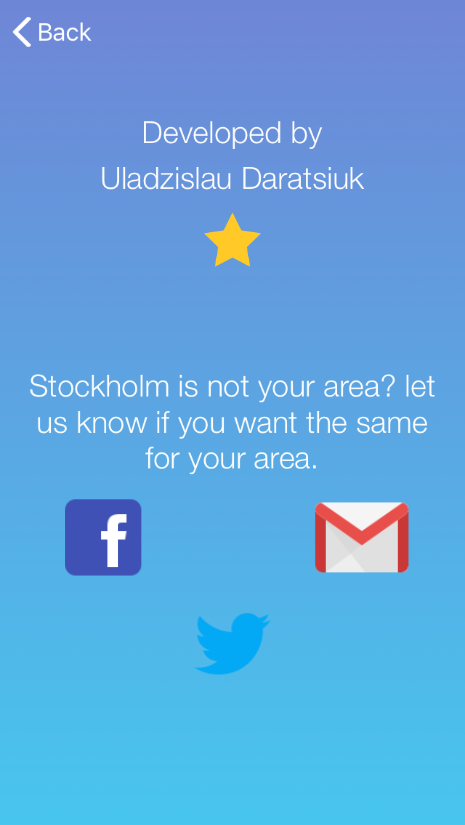 Back
Developed by
Uladzislau Daratsiuk
Stockholm is not your area? let
us know if you want the same
for your area.
f